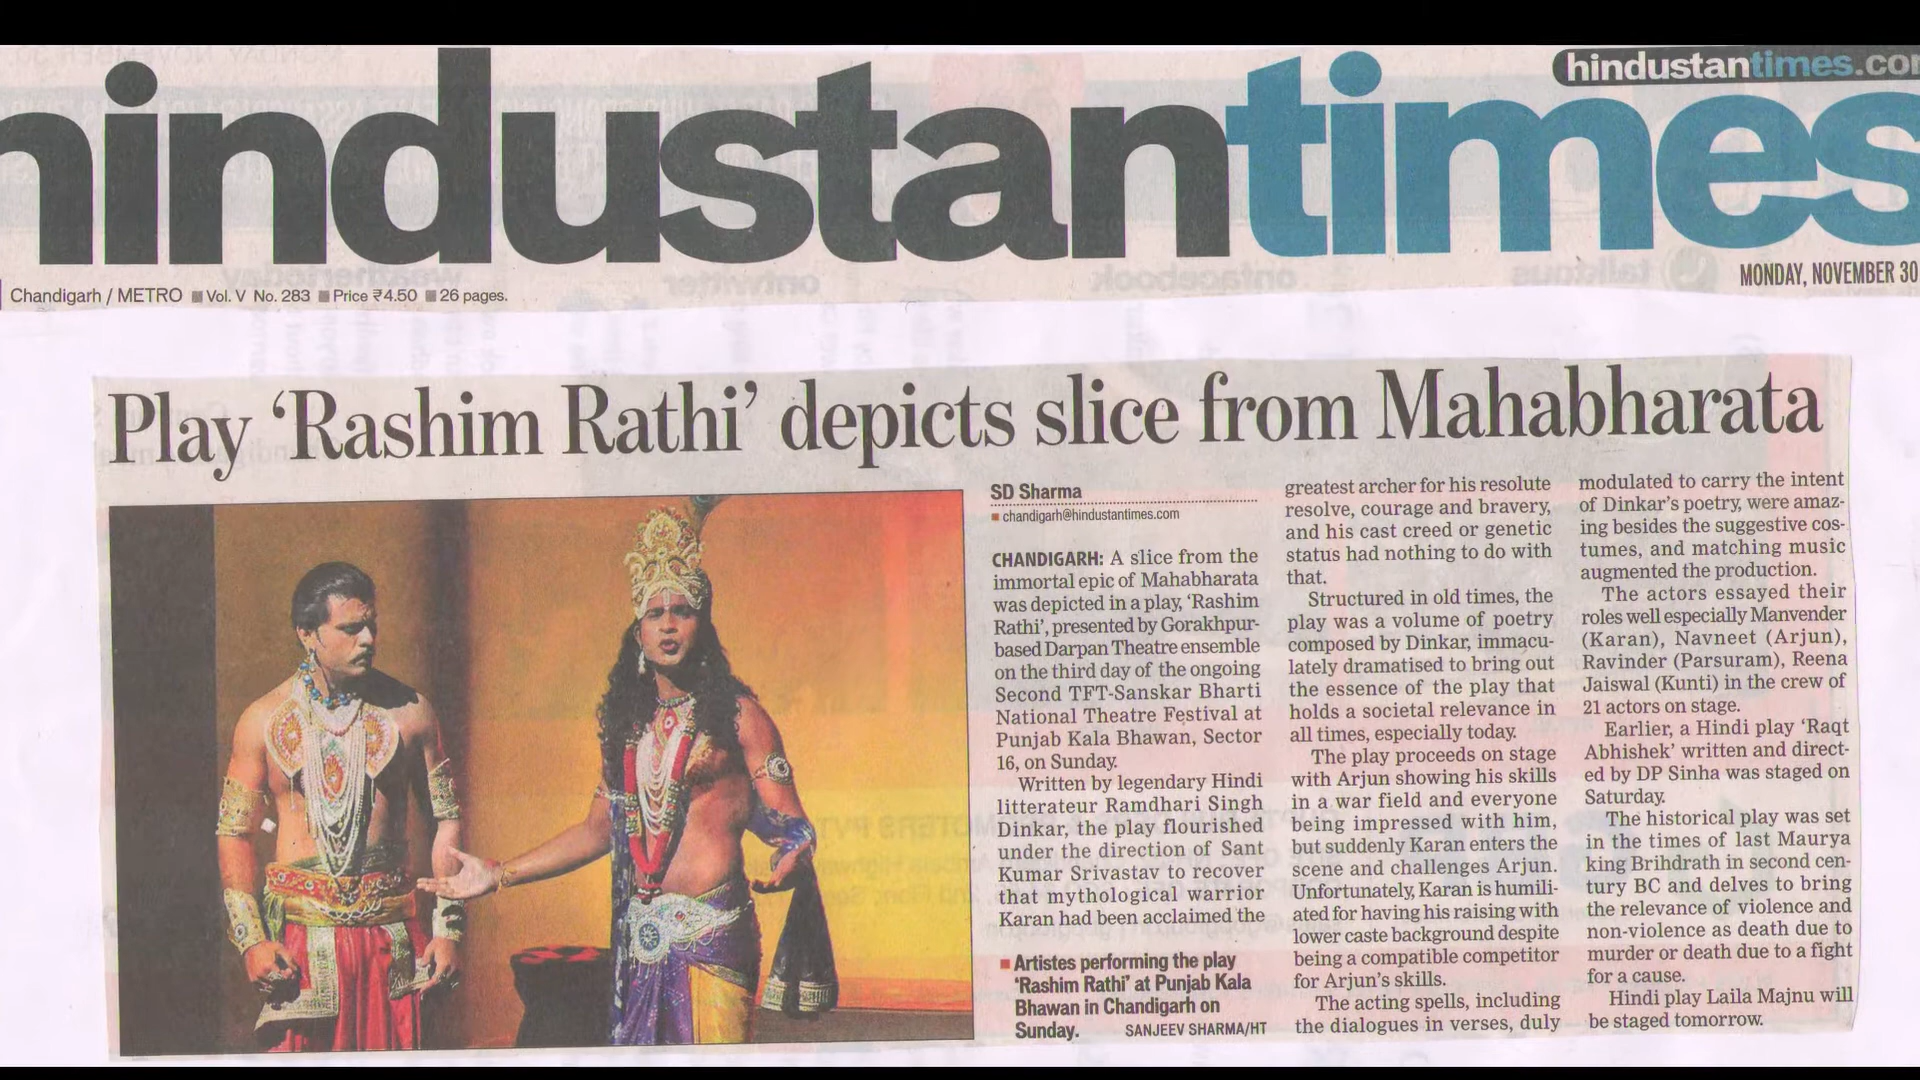 hindustantimes.com
hindustantimes
MONDAY, NOVEMBER 30
Chandigarh / METRO ■ Vol. V No. 283 ■ Price ₹4.50 ■ 26 pages.
Play ‘Rashim Rathi’ depicts slice from Mahabharata
SD Sharma
■ chandigarh@hindustantimes.com
CHANDIGARH: A slice from the
immortal epic of Mahabharata
was depicted in a play, ‘Rashim
Rathi’, presented by Gorakhpur-
based Darpan Theatre ensemble
on the third day of the ongoing
Second TFT-Sanskar Bharti
National Theatre Festival at
Punjab Kala Bhawan, Sector
16, on Sunday.
Written by legendary Hindi
litterateur Ramdhari Singh
Dinkar, the play flourished
under the direction of Sant
Kumar Srivastav to recover
that mythological warrior
Karan had been acclaimed the
■ Artistes performing the play
‘Rashim Rathi’ at Punjab Kala
Bhawan in Chandigarh on
Sunday. SANJEEV SHARMA/HT
greatest archer for his resolute
resolve, courage and bravery,
and his cast creed or genetic
status had nothing to do with
that.
Structured in old times, the
play was a volume of poetry
composed by Dinkar, immacu-
lately dramatised to bring out
the essence of the play that
holds a societal relevance in
all times, especially today.
The play proceeds on stage
with Arjun showing his skills
in a war field and everyone
being impressed with him,
but suddenly Karan enters the
scene and challenges Arjun.
Unfortunately, Karan is humili-
ated for having his raising with
lower caste background despite
being a compatible competitor
for Arjun’s skills.
The acting spells, including
the dialogues in verses, duly
modulated to carry the intent
of Dinkar’s poetry, were amaz-
ing besides the suggestive cos-
tumes, and matching music
augmented the production.
The actors essayed their
roles well especially Manvender
(Karan), Navneet (Arjun),
Ravinder (Parsuram), Reena
Jaiswal (Kunti) in the crew of
21 actors on stage.
Earlier, a Hindi play ‘Raqt
Abhishek’ written and direct-
ed by DP Sinha was staged on
Saturday.
The historical play was set
in the times of last Maurya
king Brihdrath in second cen-
tury BC and delves to bring
the relevance of violence and
non-violence as death due to
murder or death due to a fight
for a cause.
Hindi play Laila Majnu will
be staged tomorrow.